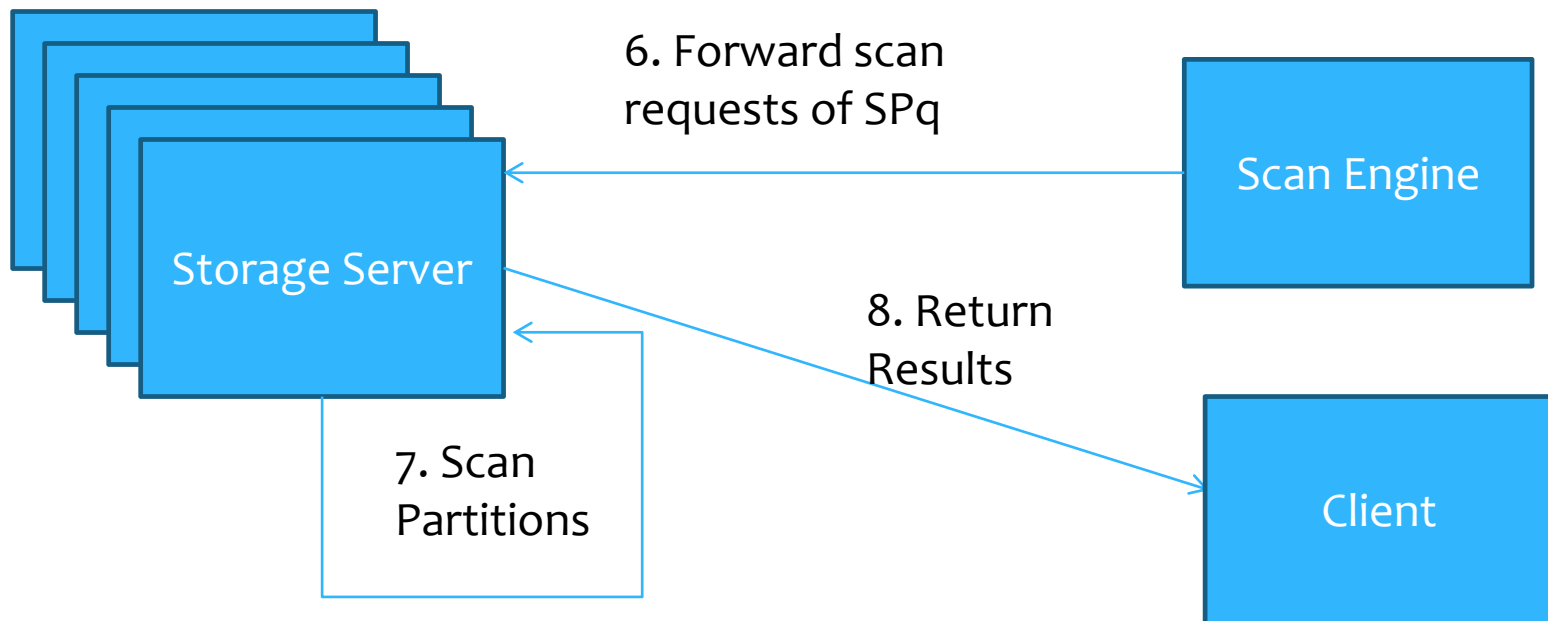 6. Forward scan
requests of SPq
Scan Engine
Storage Server
8. Return
Results
7. Scan
Partitions
Client